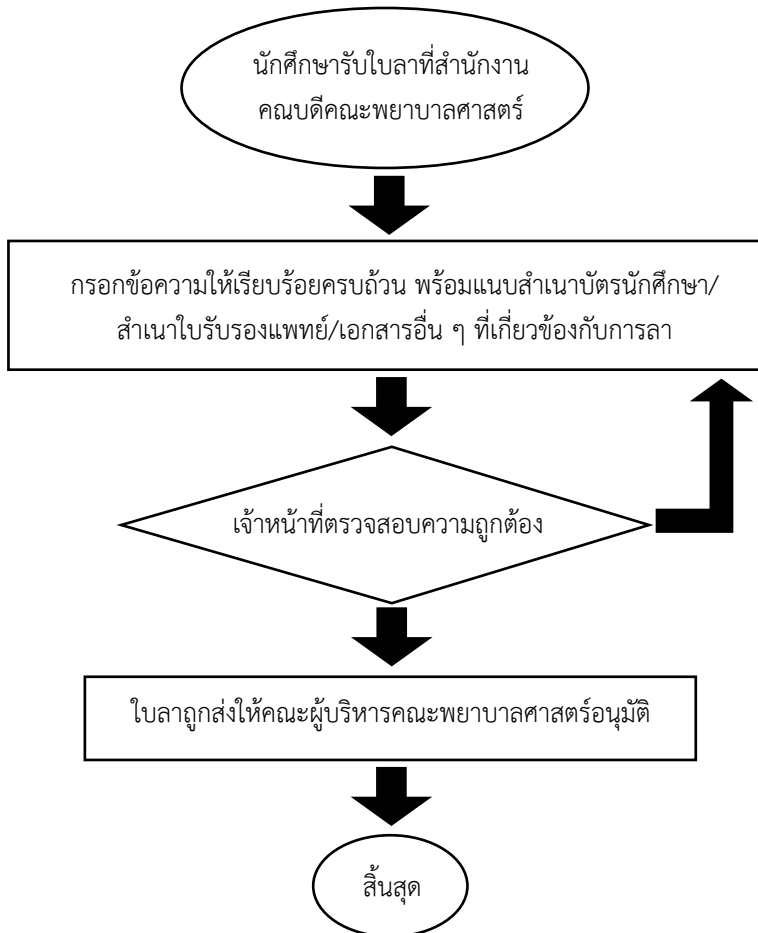 นักศึกษารับใบลาที่สำนักงาน
คณบดีคณะพยาบาลศาสตร์
กรอกข้อความให้เรียบร้อยครบถ้วน พร้อมแนบสำเนาบัตรนักศึกษา/
สำเนาใบรับรองแพทย์/เอกสารอื่น ๆ ที่เกี่ยวข้องกับการลา
เจ้าหน้าที่ตรวจสอบความถูกต้อง
ใบลาถูกส่งให้คณะผู้บริหารคณะพยาบาลศาสตร์อนุมัติ
สิ้นสุด